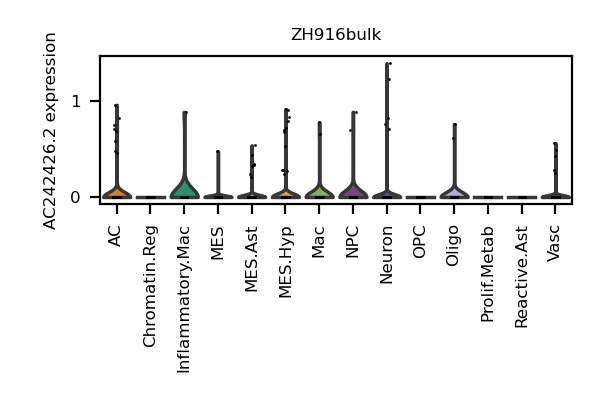 ZH916bulk
AC242426.2 expression
1
0
AC
Chromatin.Reg
Inflammatory.Mac
MES
MES.Ast
MES.Hyp
Mac
NPC
Neuron
OPC
Oligo
Prolif.Metab
Reactive.Ast
Vasc